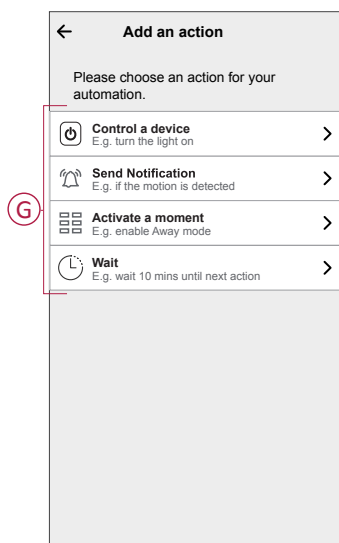 Add an action
Please choose an action for your
automation.
Control a device
E.g. turn the light on
Send Notification
E.g. if the motion is detected
G
Activate a moment
E.g. enable Away mode
Wait
E.g. wait 10 mins until next action